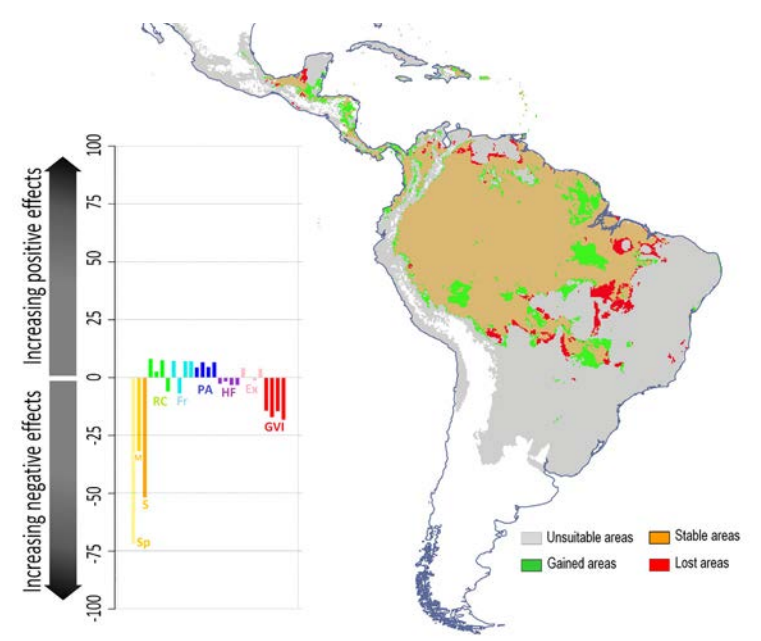 Increasing positive effects
Increasing negative effects
100
75
50
25
0
-25
-50
-75
-100
RC
Fr
PA
HF
Ex
GVI
S
Sp
Unsuitable areas
Stable areas
Gained areas
Lost areas